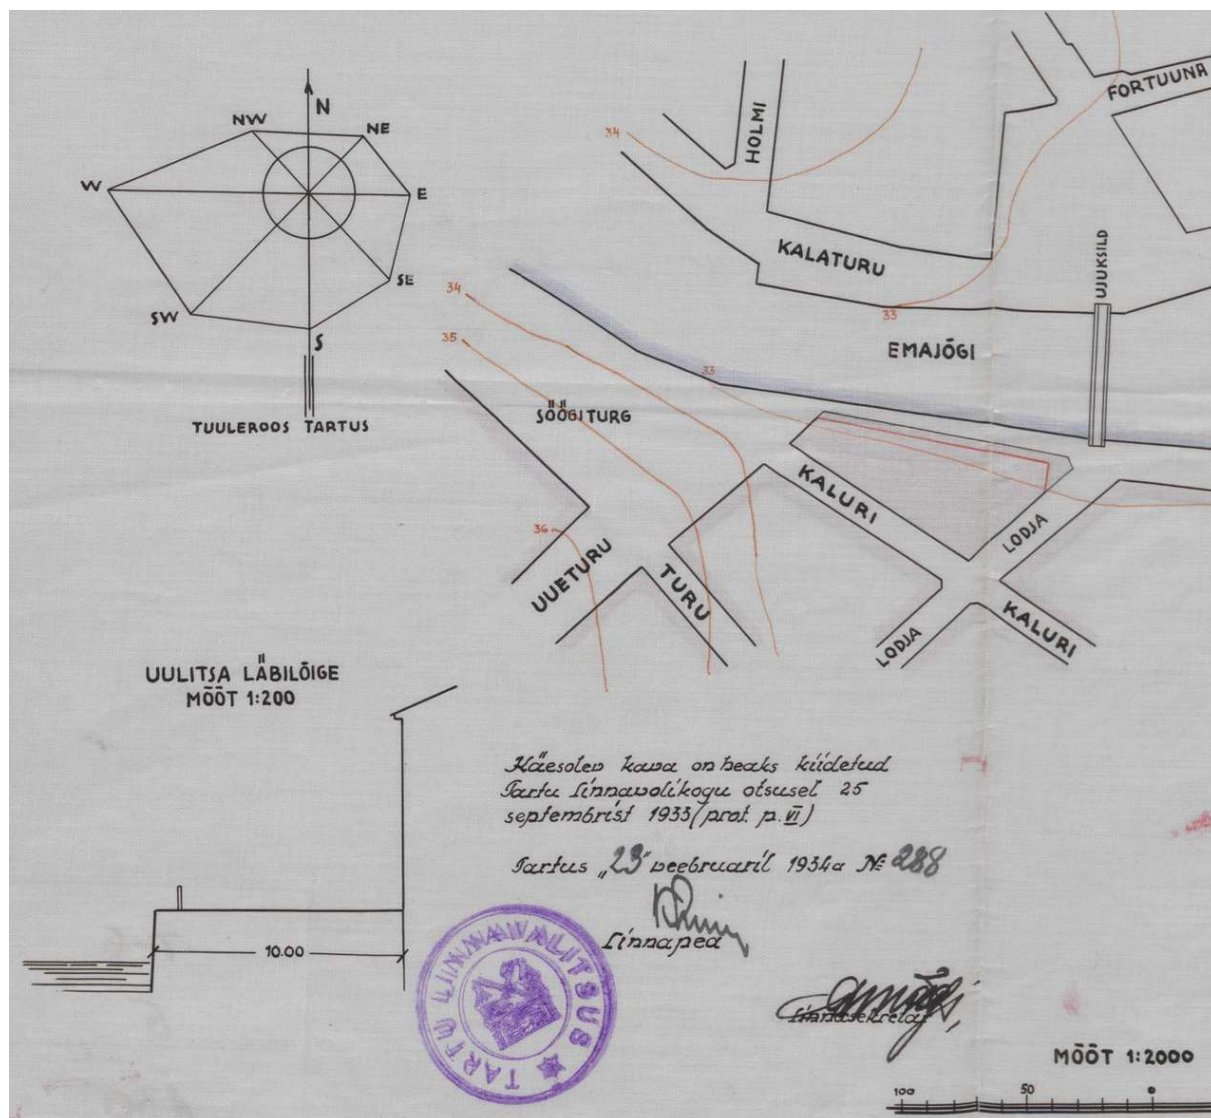 N
NW
NE
W
E
SW
SE
S
TUULEROOS TARTUS
34
HOLMI
FORTUUNA
KALATURU
UJUKSILD
33
34
35
EMAJÕGI
33
SÖÖGITURG
KALURI
LODJA
36
UUETURU
TURU
LODJA
KALURI
UULITSA LÄBILÕIGE
MÕÕT 1:200
10.00
Käesolev kava on heaks kiidetud
Tartu Linnavolikogu otsusel 25
septembrist 1933 (prot. p. VI)
Tartus „23" veebruaril 1934 a № 288
Linnapea
Linnasekretär
TARTU LINNAVALITSUS
MÕÕT 1:2000
100 50 0